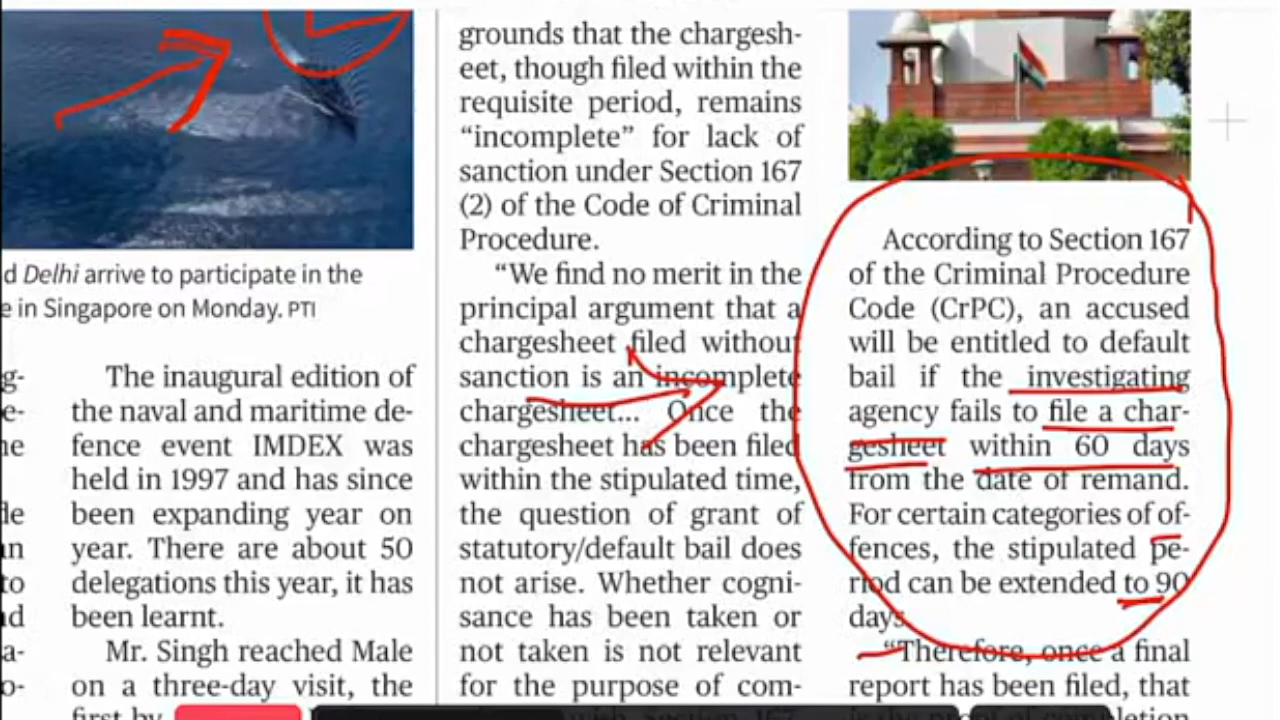 d Delhi arrive to participate in the
e in Singapore on Monday. PTI
g-
e-
ne
de
an
to
nd
a-
o-
The inaugural edition of
the naval and maritime de-
fence event IMDEX was
held in 1997 and has since
been expanding year on
year. There are about 50
delegations this year, it has
been learnt.
Mr. Singh reached Male
on a three-day visit, the
first by
grounds that the chargesh-
eet, though filed within the
requisite period, remains
“incomplete” for lack of
sanction under Section 167
(2) of the Code of Criminal
Procedure.
“We find no merit in the
principal argument that a
chargesheet filed without
sanction is an incomplete
chargesheet... Once the
chargesheet has been filed
within the stipulated time,
the question of grant of
statutory/default bail does
not arise. Whether cogni-
sance has been taken or
not taken is not relevant
for the purpose of com-
According to Section 167
of the Criminal Procedure
Code (CrPC), an accused
will be entitled to default
bail if the investigating
agency fails to file a char-
gesheet within 60 days
from the date of remand.
For certain categories of of-
fences, the stipulated pe-
riod can be extended to 90
days.
“Therefore, once a final
report has been filed, that